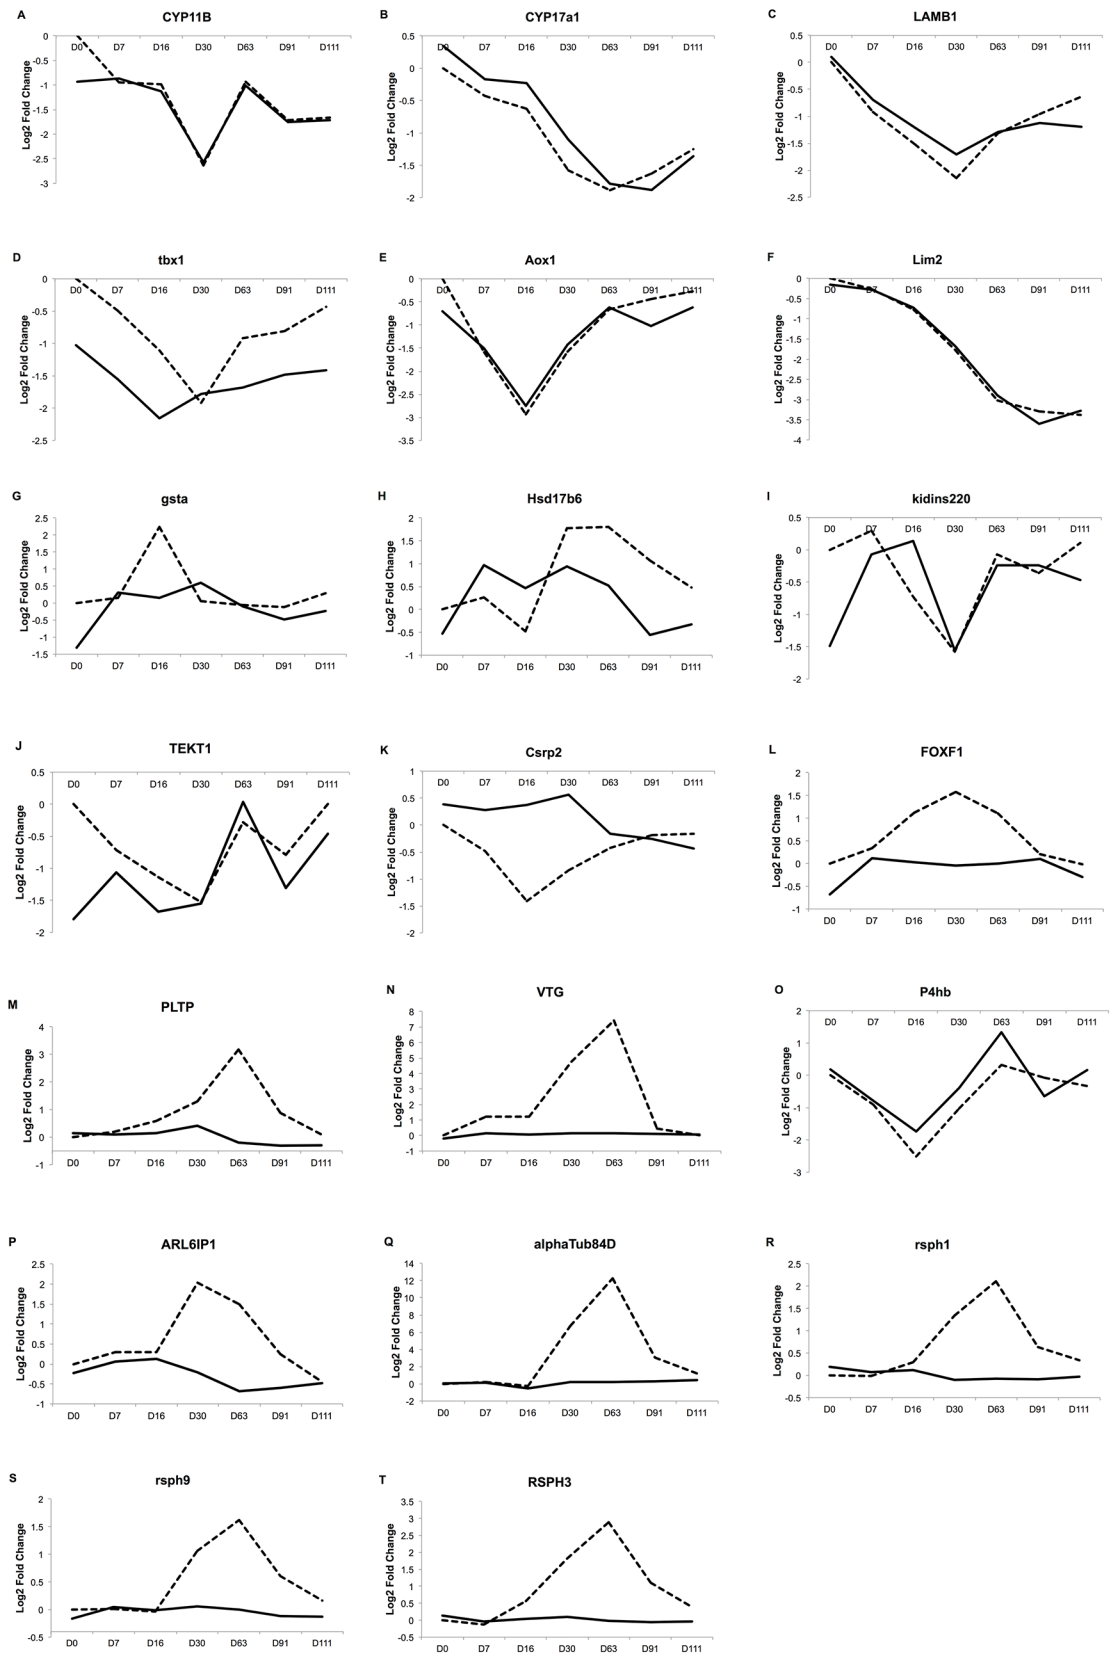 A CYP11B
Log2 Fold Change
0
-0.5
-1
-1.5
-2
-2.5
-3
D0 D7 D16 D30 D63 D91 D111
B CYP17a1
Log2 Fold Change
0.5
0
-0.5
-1
-1.5
-2
D0 D7 D16 D30 D63 D91 D111
C LAMB1
Log2 Fold Change
0.5
0
-0.5
-1
-1.5
-2
-2.5
D0 D7 D16 D30 D63 D91 D111
D tbx1
Log2 Fold Change
0
-0.5
-1
-1.5
-2
-2.5
D0 D7 D16 D30 D63 D91 D111
E Aox1
Log2 Fold Change
0
-0.5
-1
-1.5
-2
-2.5
-3
-3.5
D0 D7 D16 D30 D63 D91 D111
F Lim2
Log2 Fold Change
0
-0.5
-1
-1.5
-2
-2.5
-3
-3.5
-4
D0 D7 D16 D30 D63 D91 D111
G gsta
Log2 Fold Change
2.5
2
1.5
1
0.5
0
-0.5
-1
-1.5
D0 D7 D16 D30 D63 D91 D111
H Hsd17b6
Log2 Fold Change
2
1.5
1
0.5
0
-0.5
-1
D0 D7 D16 D30 D63 D91 D111
I kidins220
Log2 Fold Change
0.5
0
-0.5
-1
-1.5
-2
D0 D7 D16 D30 D63 D91 D111
J TEKT1
Log2 Fold Change
0.5
0
-0.5
-1
-1.5
-2
D0 D7 D16 D30 D63 D91 D111
K Csrp2
Log2 Fold Change
1
0.5
0
-0.5
-1
-1.5
-2
D0 D7 D16 D30 D63 D91 D111
L FOXF1
Log2 Fold Change
2
1.5
1
0.5
0
-0.5
-1
D0 D7 D16 D30 D63 D91 D111
M PLTP
Log2 Fold Change
4
3
2
1
0
-1
D0 D7 D16 D30 D63 D91 D111
N VTG
Log2 Fold Change
8
7
6
5
4
3
2
1
0
-1
D0 D7 D16 D30 D63 D91 D111
O P4hb
Log2 Fold Change
2
1
0
-1
-2
-3
D0 D7 D16 D30 D63 D91 D111
P ARL6IP1
Log2 Fold Change
2.5
2
1.5
1
0.5
0
-0.5
-1
D0 D7 D16 D30 D63 D91 D111
Q alphaTub84D
Log2 Fold Change
14
12
10
8
6
4
2
0
-2
D0 D7 D16 D30 D63 D91 D111
R rsph1
Log2 Fold Change
2.5
2
1.5
1
0.5
0
-0.5
D0 D7 D16 D30 D63 D91 D111
S rsph9
Log2 Fold Change
2
1.5
1
0.5
0
-0.5
D0 D7 D16 D30 D63 D91 D111
T RSPH3
Log2 Fold Change
3.5
3
2.5
2
1.5
1
0.5
0
-0.5
D0 D7 D16 D30 D63 D91 D111